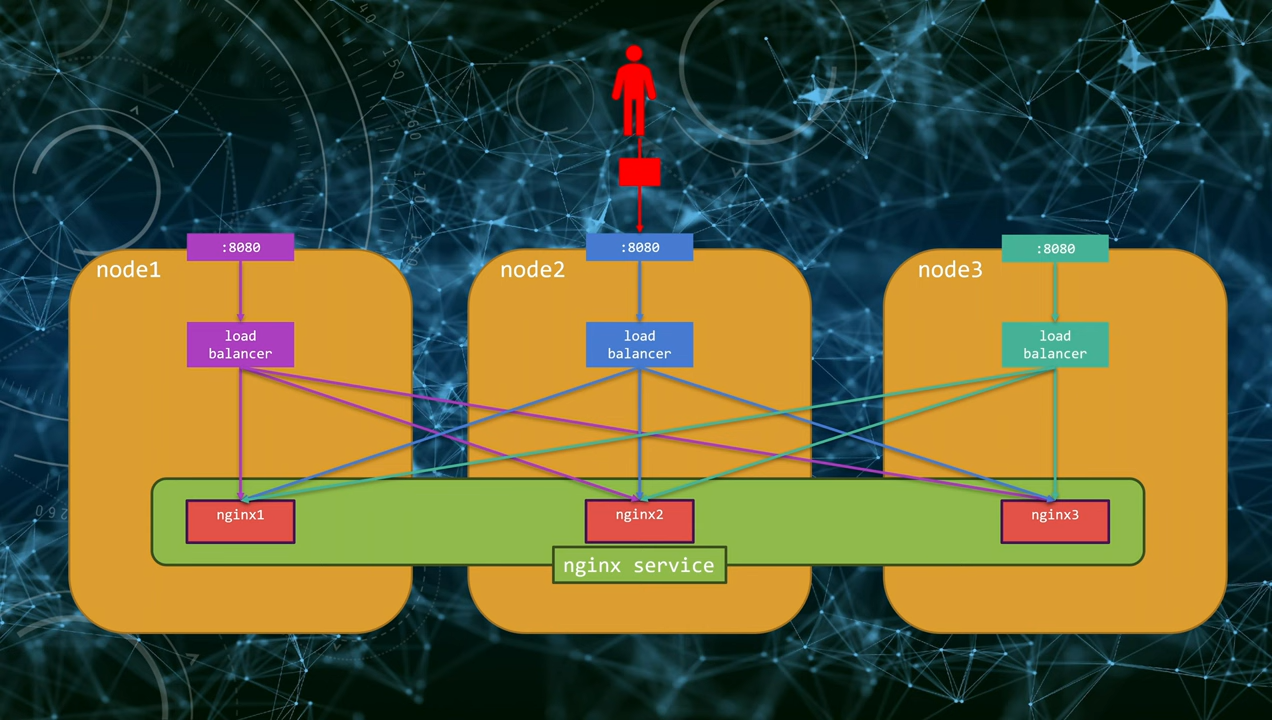 :8080
:8080
:8080
node1
node2
node3
load
balancer
load
balancer
load
balancer
nginx1
nginx2
nginx3
nginx service